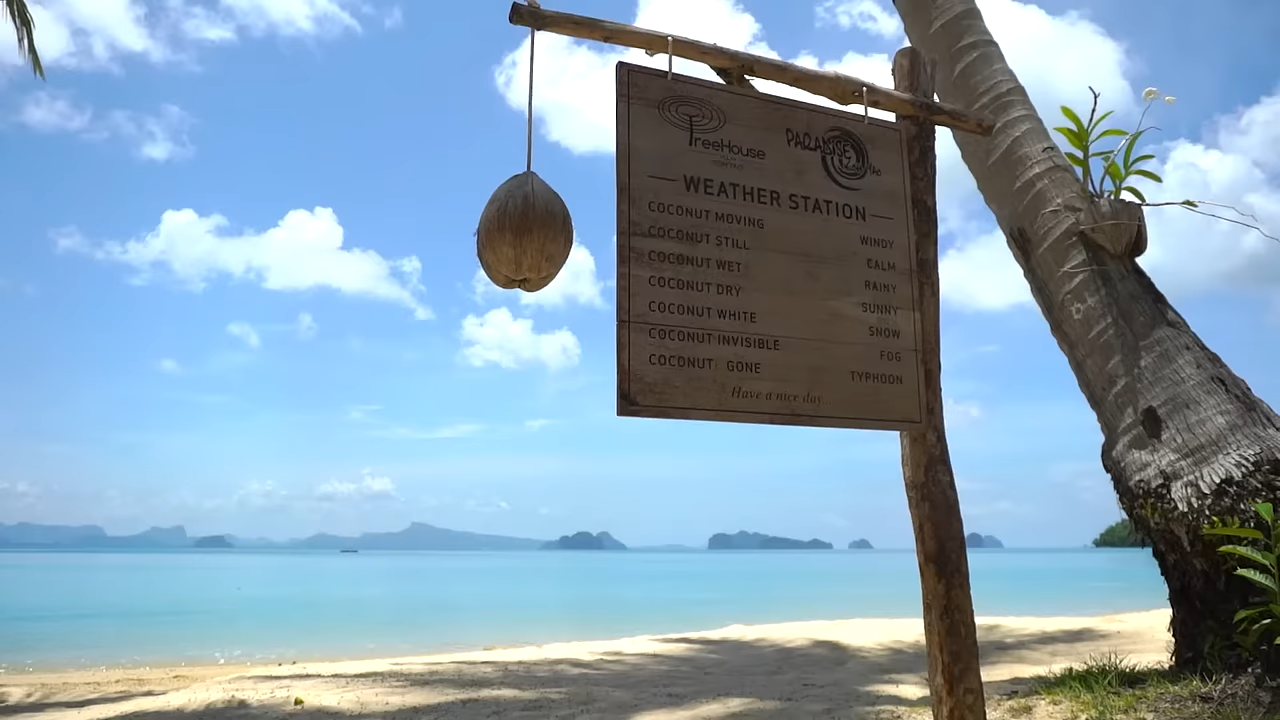 TreeHouse
PARADISE
WEATHER STATION
COCONUT MOVING WINDY
COCONUT STILL CALM
COCONUT WET RAINY
COCONUT DRY SUNNY
COCONUT WHITE SNOW
COCONUT INVISIBLE FOG
COCONUT GONE TYPHOON
Have a nice day...